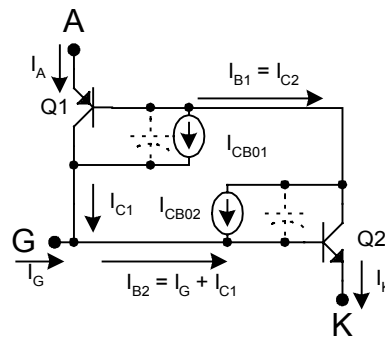 A
I_A
I_B1 = I_C2
Q1
I_CB01
I_C1
I_CB02
G
Q2
I_G
I_B2 = I_G + I_C1
I_K
K